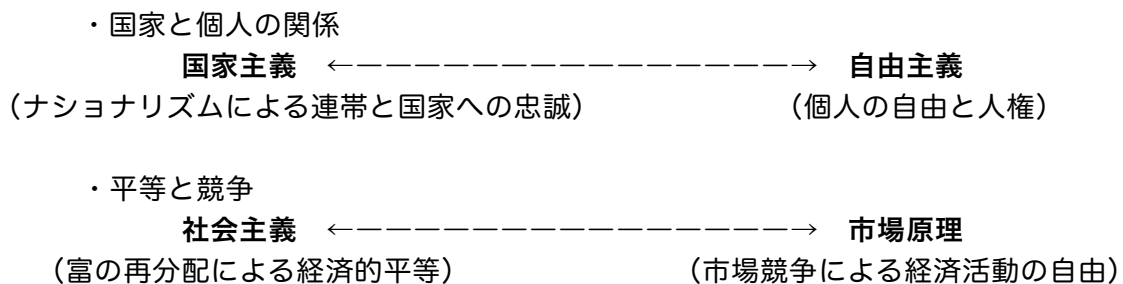 ・国家と個人の関係
国家主義 ←――――――――――――――――→ 自由主義
（ナショナリズムによる連帯と国家への忠誠） （個人の自由と人権）
・平等と競争
社会主義 ←――――――――――――――――→ 市場原理
（富の再分配による経済的平等） （市場競争による経済活動の自由）